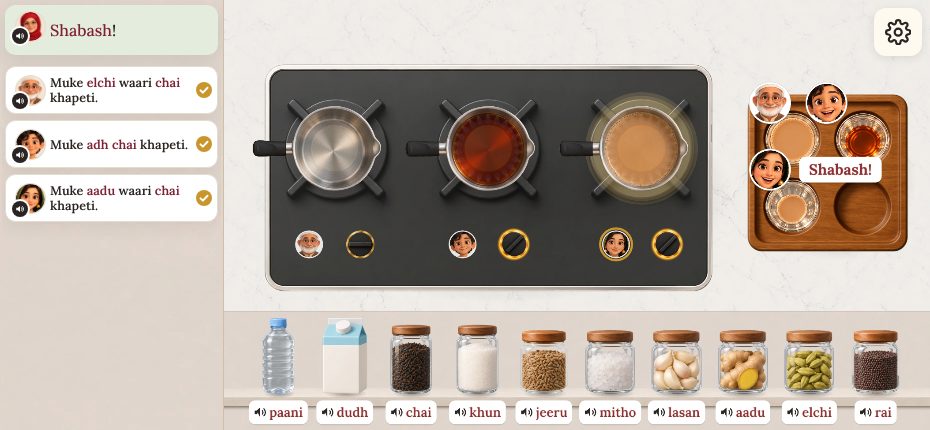 Shabash!
Muke elchi waari chai
khapeti.
Muke adh chai khapeti.
Muke aadu waari chai
khapeti.
Shabash!
paani
dudh
chai
khun
jeeru
mitho
lasan
aadu
elchi
rai